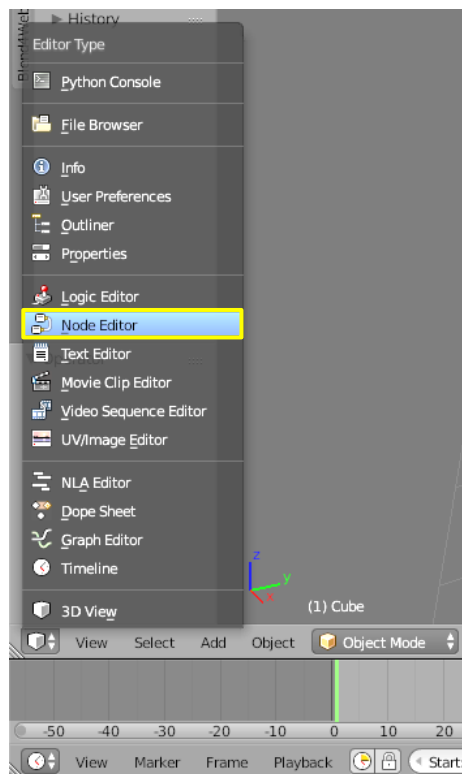 Blend4Web
History
Editor Type
Python Console
File Browser
Info
User Preferences
Outliner
Properties
Logic Editor
Node Editor
Text Editor
Movie Clip Editor
Video Sequence Editor
UV/Image Editor
NLA Editor
Dope Sheet
Graph Editor
Timeline
3D View
z
y
x
(1) Cube
View Select Add Object Object Mode
-50 -40 -30 -20 -10 0 10 20
View Marker Frame Playback Start: